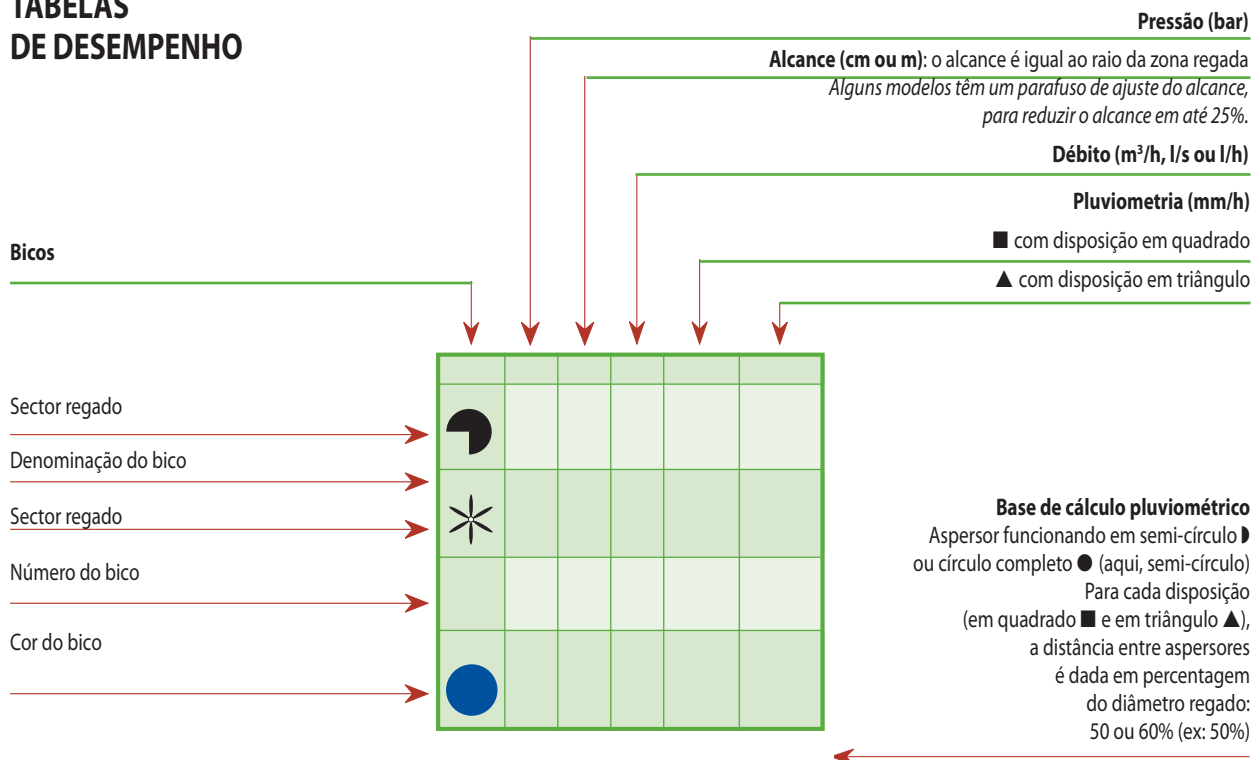 TABELAS
DE DESEMPENHO
Pressão (bar)
Alcance (cm ou m): o alcance é igual ao raio da zona regada
Alguns modelos têm um parafuso de ajuste do alcance,
para reduzir o alcance em até 25%.
Débito (m³/h, l/s ou l/h)
Pluviometria (mm/h)
■ com disposição em quadrado
▲ com disposição em triângulo
Bicos
Sector regado
Denominação do bico
Sector regado
Número do bico
Cor do bico
Base de cálculo pluviométrico
Aspersor funcionando em semi-círculo ◗
ou círculo completo ● (aqui, semi-círculo)
Para cada disposição
(em quadrado ■ e em triângulo ▲),
a distância entre aspersores
é dada em percentagem
do diâmetro regado:
50 ou 60% (ex: 50%)